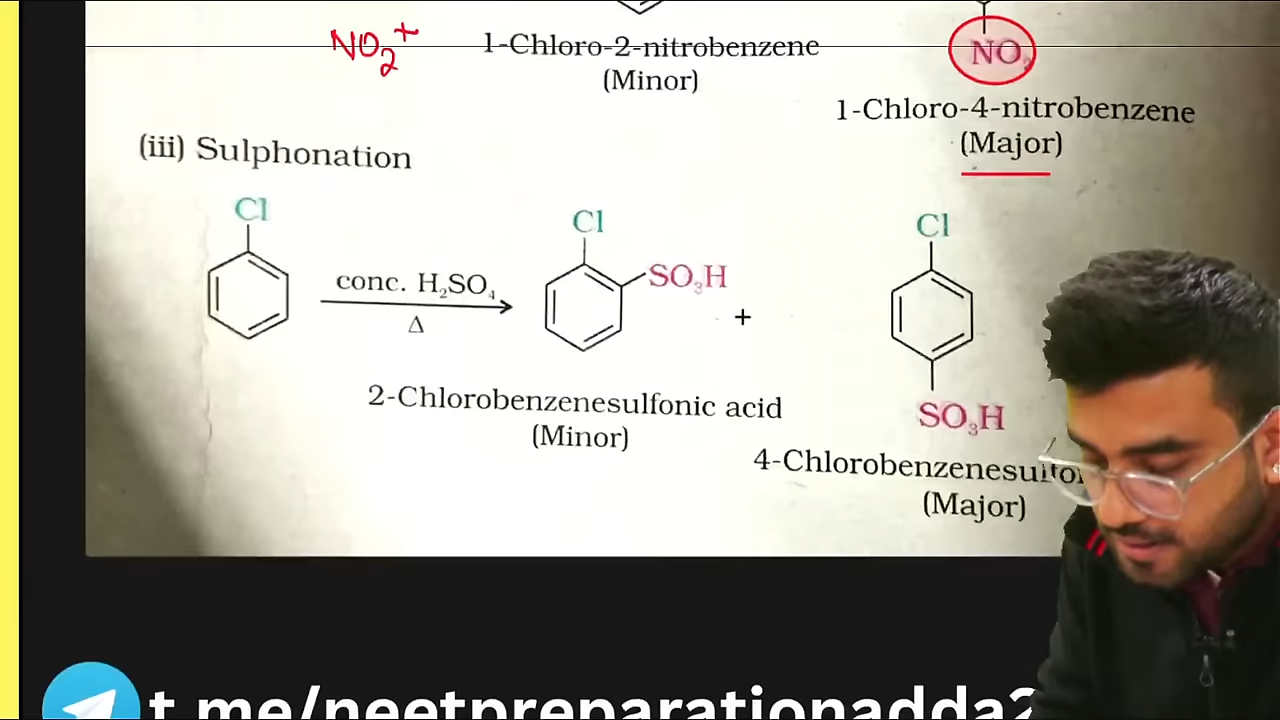 NO2+
1-Chloro-2-nitrobenzene
(Minor)
NO2
1-Chloro-4-nitrobenzene
(Major)
(iii) Sulphonation
Cl
conc. H2SO4
Δ
Cl
SO3H
+
Cl
SO3H
2-Chlorobenzenesulfonic acid
(Minor)
(Major)